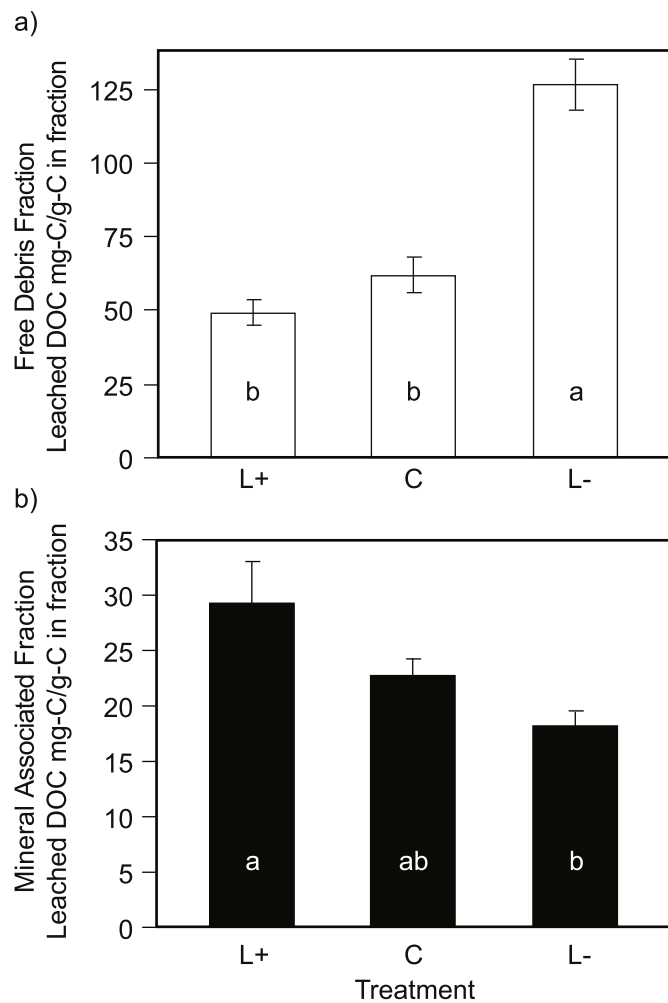 a)
Free Debris Fraction
Leached DOC mg-C/g-C in fraction
125
100
75
50
25
0
b
b
a
L+
C
L-
b)
Mineral Associated Fraction
Leached DOC mg-C/g-C in fraction
35
30
25
20
15
10
5
0
a
ab
b
L+
C
L-
Treatment